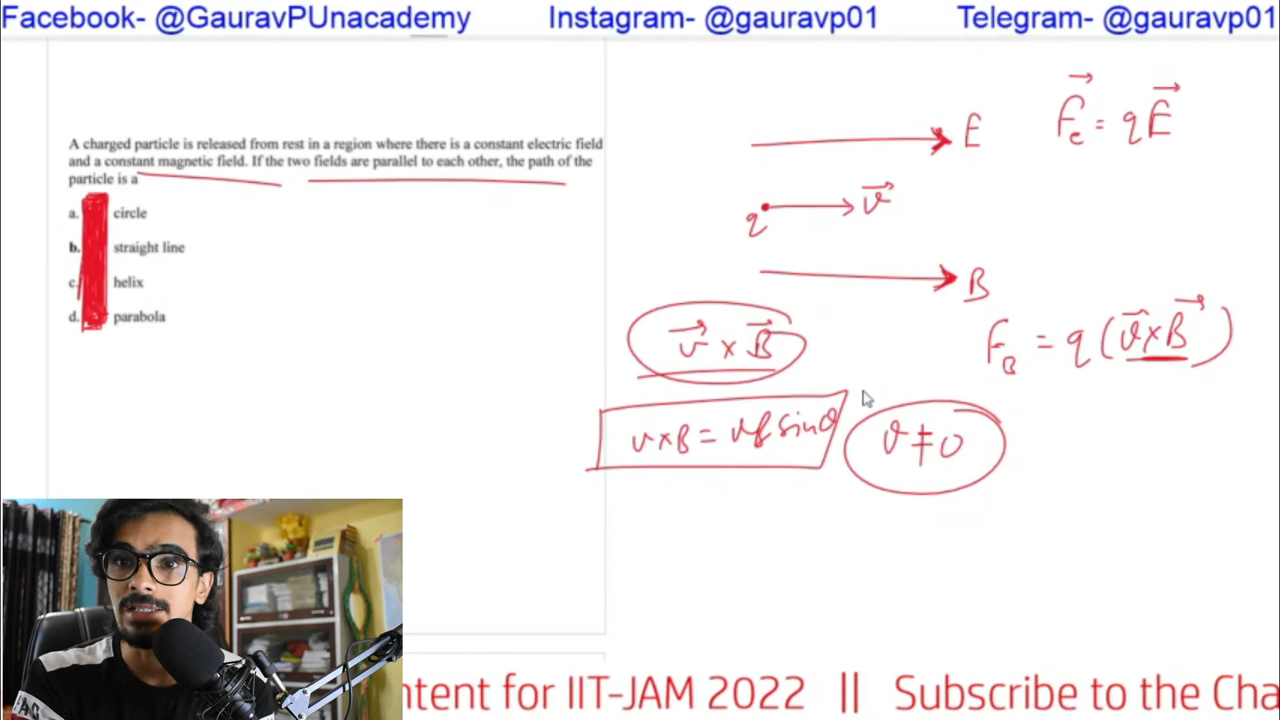 Facebook- @GauravPUnacademy Instagram- @gauravp01 Telegram- @gauravp01
A charged particle is released from rest in a region where there is a constant electric field
and a constant magnetic field. If the two fields are parallel to each other, the path of the
particle is a
a. circle
b. straight line
c. helix
d. parabola
E
F⃗e = qE⃗
q v⃗
B
v⃗ × B⃗
FB = q(v⃗×B⃗)
v×B = vB sinθ
v ≠ 0
ntent for IIT-JAM 2022 || Subscribe to the Cha